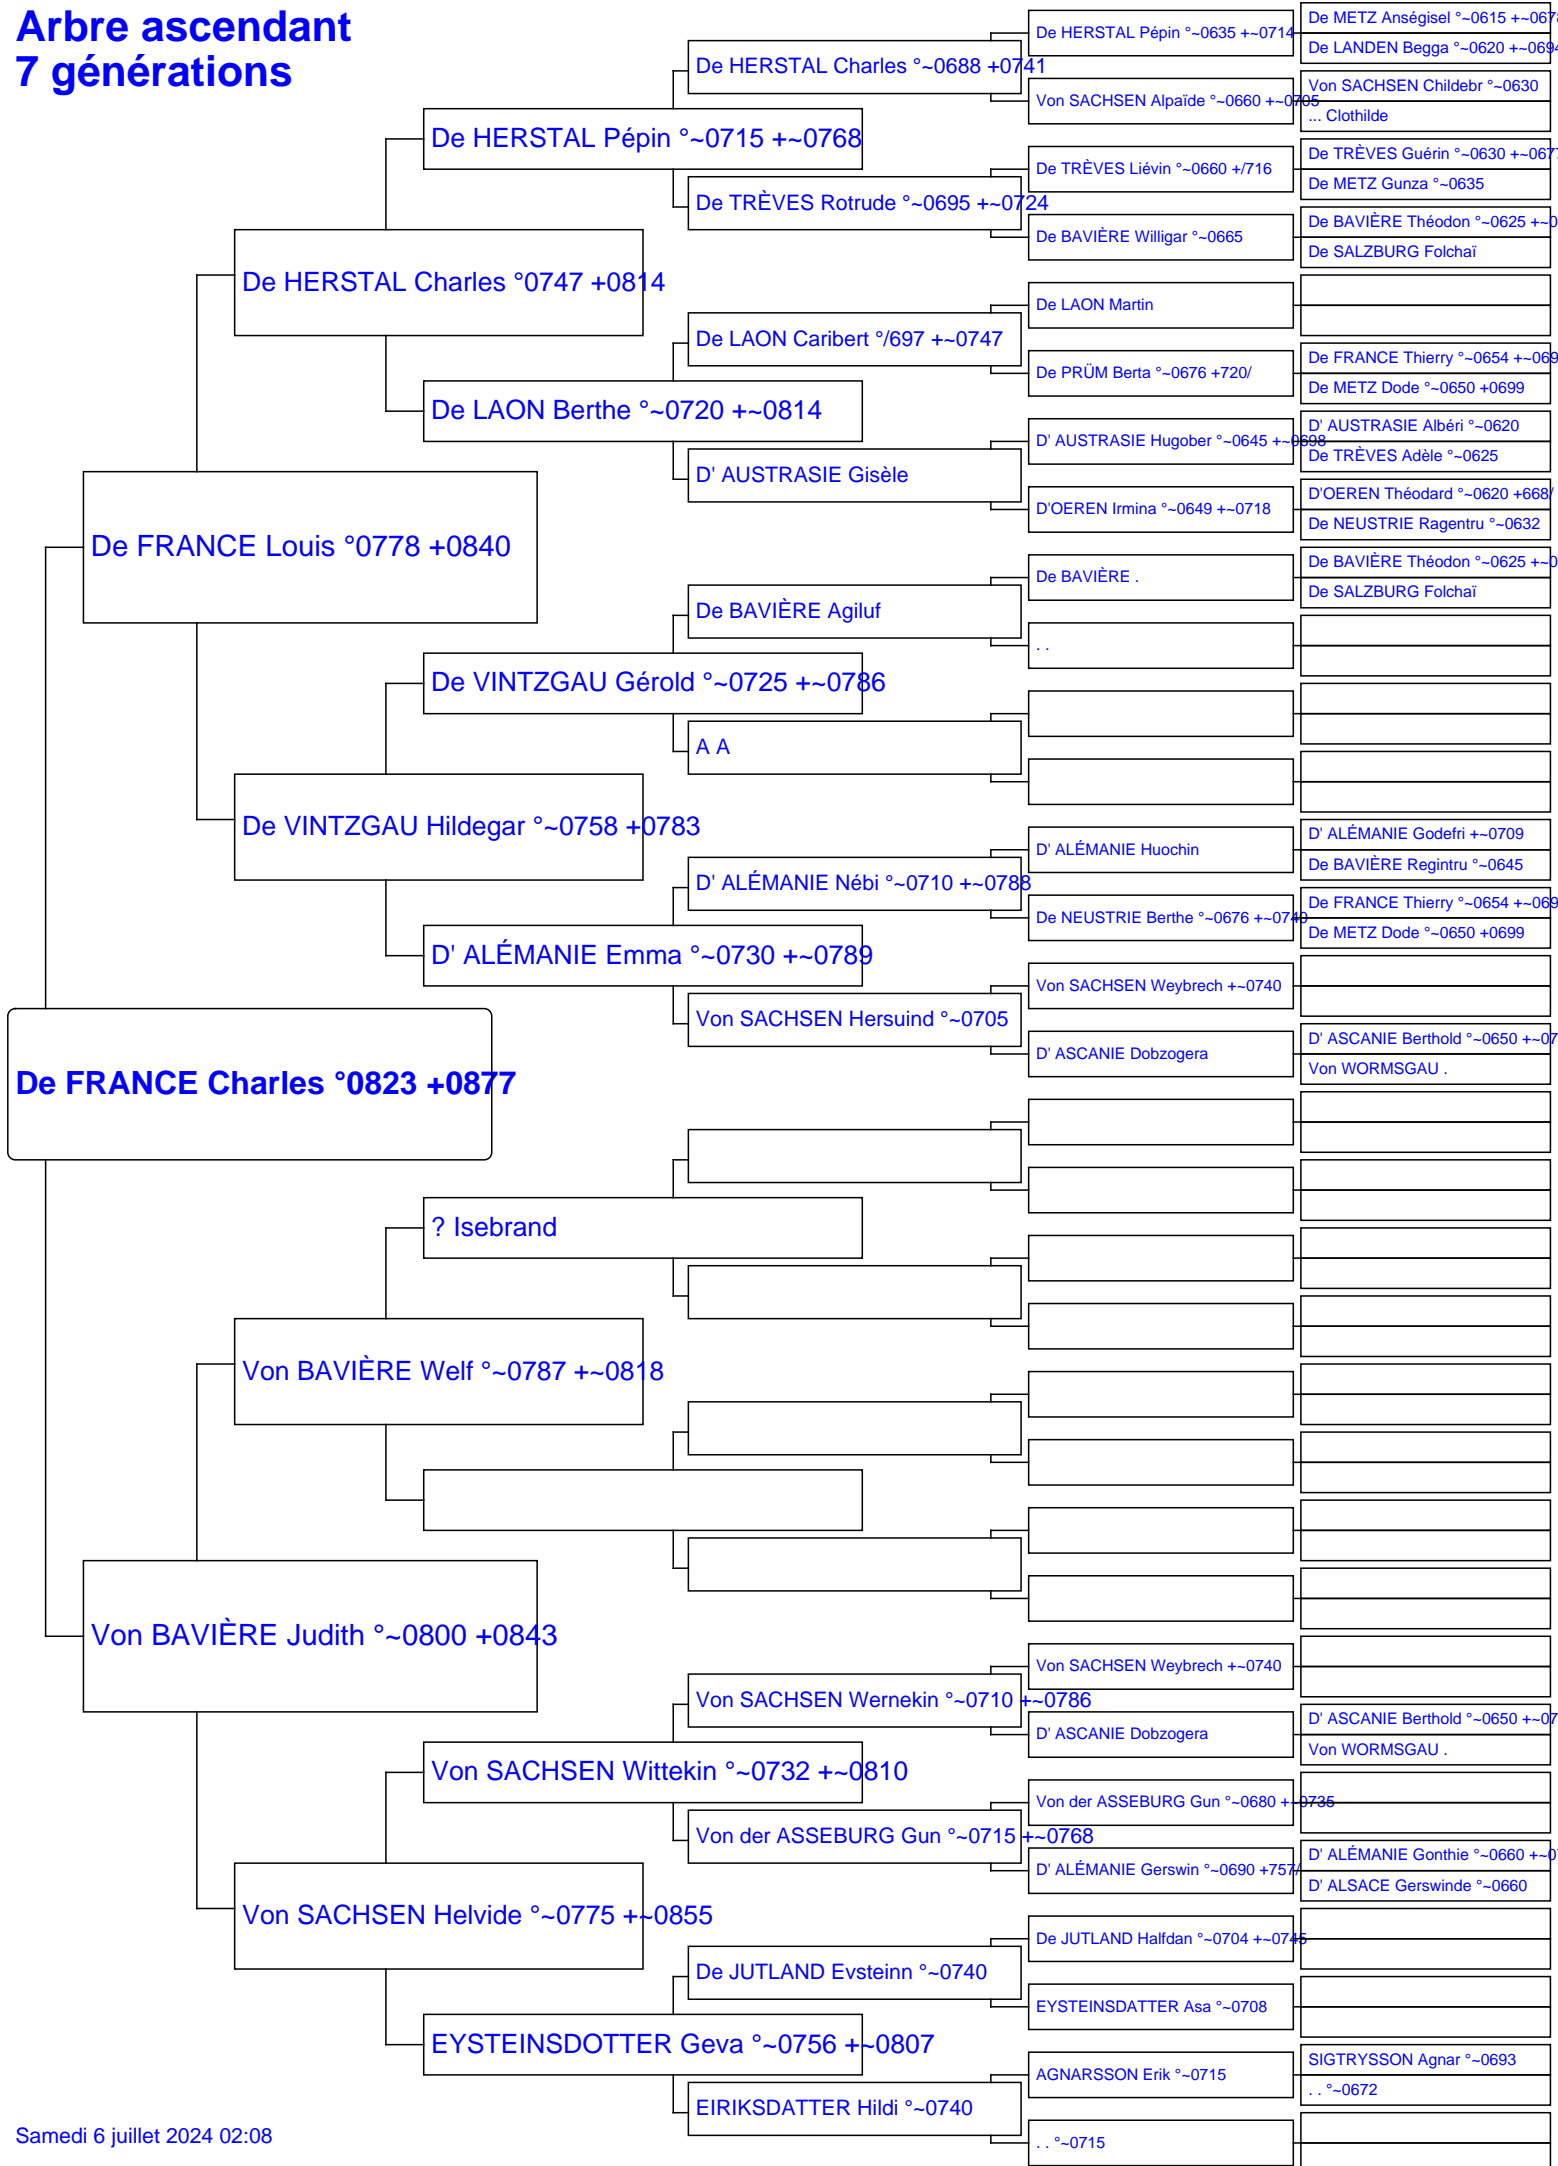 Arbre ascendant
7 générations
De FRANCE Charles °0823 +0877
De FRANCE Louis °0778 +0840
Von BAVIÈRE Judith °~0800 +0843
De HERSTAL Charles °0747 +0814
De VINTZGAU Hildegar °~0758 +0783
Von BAVIÈRE Welf °~0787 +~0818
Von SACHSEN Helvide °~0775 +~0855
De HERSTAL Pépin °~0715 +~0768
De LAON Berthe °~0720 +~0814
De VINTZGAU Gérold °~0725 +~0786
D' ALÉMANIE Emma °~0730 +~0789
? Isebrand
Von SACHSEN Wittekin °~0732 +~0810
EYSTEINSDOTTER Geva °~0756 +~0807
De HERSTAL Charles °~0688 +0741
De TRÈVES Rotrude °~0695 +~0724
De LAON Caribert °/697 +~0747
D' AUSTRASIE Gisèle
De BAVIÈRE Agiluf
A A
D' ALÉMANIE Nébi °~0710 +~0788
Von SACHSEN Hersuind °~0705
Von SACHSEN Wernekin °~0710 +~0786
Von der ASSEBURG Gun °~0715 +~0768
De JUTLAND Evsteinn °~0740
EIRIKSDATTER Hildi °~0740
De HERSTAL Pépin °~0635 +~0714
Von SACHSEN Alpaïde °~0660 +~0705
De TRÈVES Liévin °~0660 +/716
De BAVIÈRE Willigar °~0665
De LAON Martin
De PRÜM Berta °~0676 +720/
D' AUSTRASIE Hugober °~0645 +~0698
D'OEREN Irmina °~0649 +~0718
De BAVIÈRE .
. .
D' ALÉMANIE Huochin
De NEUSTRIE Berthe °~0676 +~0740
Von SACHSEN Weybrech +~0740
D' ASCANIE Dobzogera
Von SACHSEN Weybrech +~0740
D' ASCANIE Dobzogera
Von der ASSEBURG Gun °~0680 +~0735
D' ALÉMANIE Gerswin °~0690 +757/
De JUTLAND Halfdan °~0704 +~0745
EYSTEINSDATTER Asa °~0708
AGNARSSON Erik °~0715
. . °~0715
De METZ Anségisel °~0615 +~0678
De LANDEN Begga °~0620 +~0694
Von SACHSEN Childebr °~0630
... Clothilde
De TRÈVES Guérin °~0630 +~0677
De METZ Gunza °~0635
De BAVIÈRE Théodon °~0625 +~0
De SALZBURG Folchaï
De FRANCE Thierry °~0654 +~069
De METZ Dode °~0650 +0699
D' AUSTRASIE Albéri °~0620
De TRÈVES Adèle °~0625
D'OEREN Théodard °~0620 +668/
De NEUSTRIE Ragentru °~0632
De BAVIÈRE Théodon °~0625 +~0
De SALZBURG Folchaï
D' ALÉMANIE Godefri +~0709
De BAVIÈRE Regintru °~0645
De FRANCE Thierry °~0654 +~069
De METZ Dode °~0650 +0699
D' ASCANIE Berthold °~0650 +~07
Von WORMSGAU .
D' ASCANIE Berthold °~0650 +~07
Von WORMSGAU .
D' ALÉMANIE Gonthie °~0660 +~07
D' ALSACE Gerswinde °~0660
SIGTRYSSON Agnar °~0693
. . °~0672
Samedi 6 juillet 2024 02:08